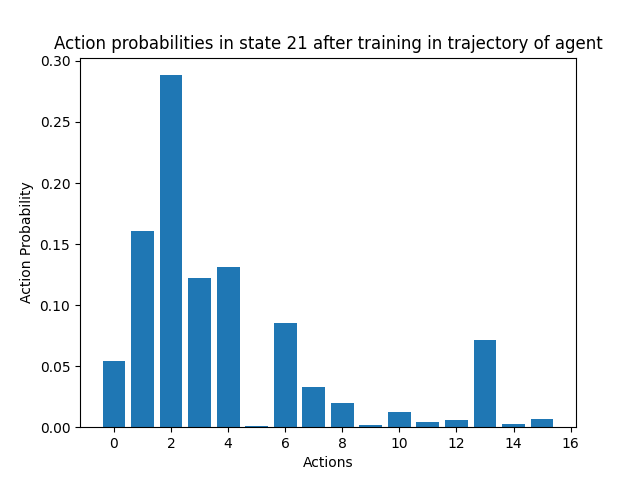 Action probabilities in state 21 after training in trajectory of agent
0.30
0.25
0.20
0.15
0.10
0.05
0.00
Action Probability
0 2 4 6 8 10 12 14 16
Actions